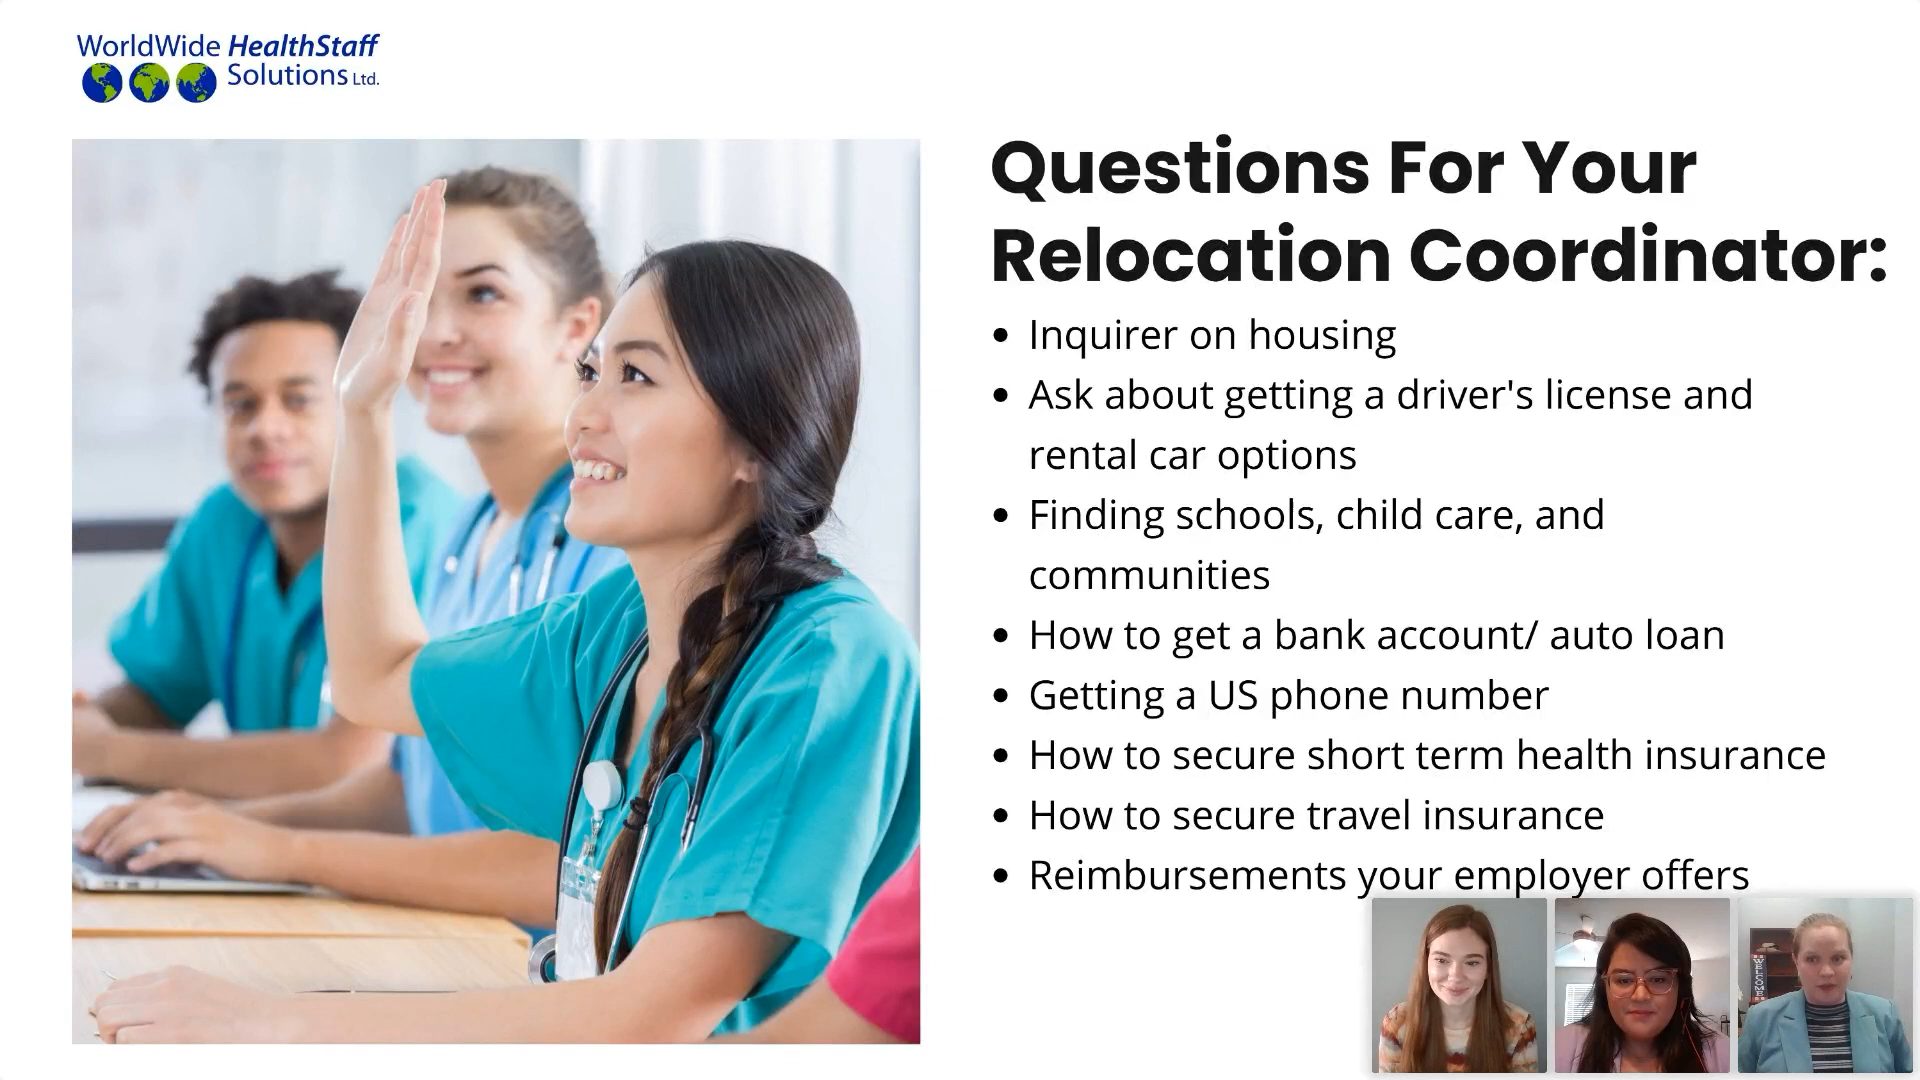 WorldWide HealthStaff
Solutions Ltd.
Questions For Your
Relocation Coordinator:
• Inquirer on housing
• Ask about getting a driver's license and
rental car options
• Finding schools, child care, and
communities
• How to get a bank account/ auto loan
• Getting a US phone number
• How to secure short term health insurance
• How to secure travel insurance
• Reimbursements your employer offers
WELCOME